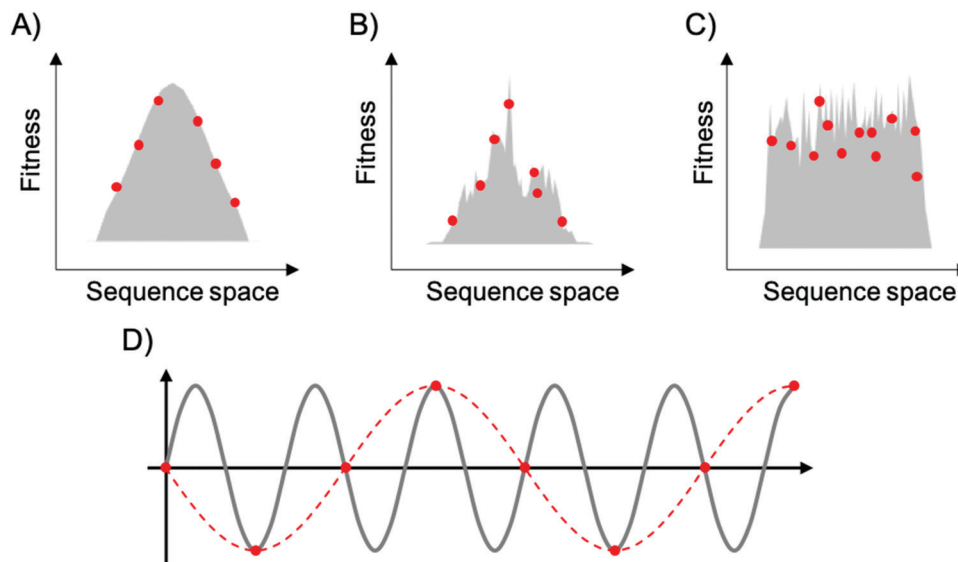 A)
Fitness
Sequence space
B)
Fitness
Sequence space
C)
Fitness
Sequence space
D)